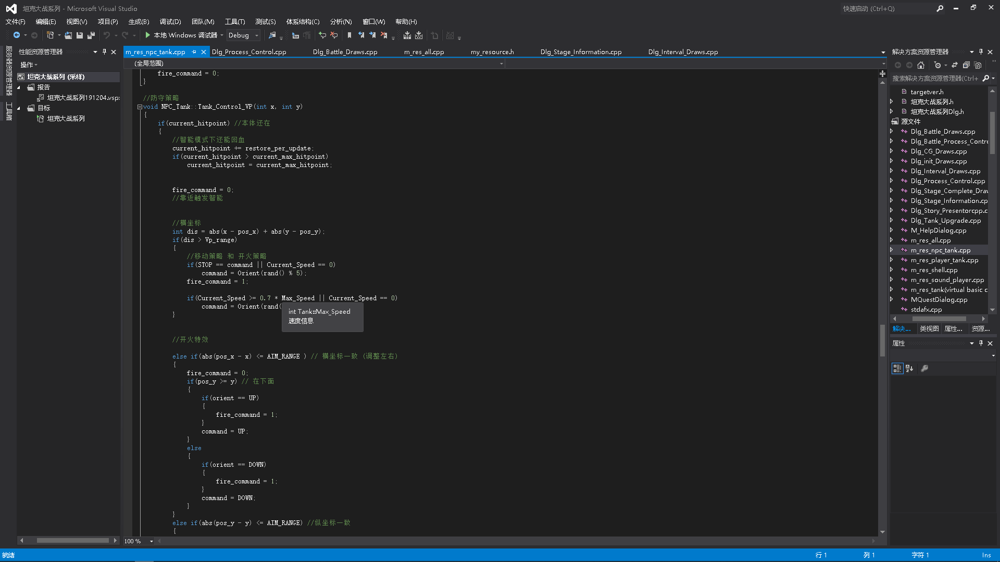 坦克大战系列 - Microsoft Visual Studio
快速启动 (Ctrl+Q)
文件(F) 编辑(E) 视图(V) 项目(P) 生成(B) 调试(D) 团队(M) 工具(T) 测试(S) 体系结构(C) 分析(N) 窗口(W) 帮助(H)
本地 Windows 调试器 Debug
服务器资源管理器
工具箱
性能资源管理器
操作
坦克大战系列 (采样)
报告
坦克大战系列191204.vsp
目标
坦克大战系列
m_res_npc_tank.cpp Dlg_Process_Control.cpp Dlg_Battle_Draws.cpp m_res_all.cpp my_resource.h Dlg_Stage_Information.cpp Dlg_Interval_Draws.cpp
(全局范围)
fire_command = 0;
}
//防守策略
void NPC_Tank::Tank_Control_VP(int x, int y)
{
if(current_hitpoint) //本体还在
{
//智能模式下还能回血
current_hitpoint += restore_per_update;
if(current_hitpoint > current_max_hitpoint)
current_hitpoint = current_max_hitpoint;
fire_command = 0;
//靠近触发智能
//横坐标
int dis = abs(x - pos_x) + abs(y - pos_y);
if(dis > Vp_range)
{
//移动策略 和 开火策略
if(STOP == command || Current_Speed == 0)
command = Orient(rand() % 5);
fire_command = 1;
if(Current_Speed >= 0.7 * Max_Speed || Current_Speed == 0)
command = Orient(rand(
int Tank::Max_Speed
速度信息
}
//开火特效
else if(abs(pos_x - x) <= AIM_RANGE ) // 横坐标一致 (调整左右)
{
fire_command = 0;
if(pos_y >= y) // 在下面
{
if(orient == UP)
{
fire_command = 1;
}
command = UP;
}
else
{
if(orient == DOWN)
{
fire_command = 1;
}
command = DOWN;
}
}
else if(abs(pos_y - y) <= AIM_RANGE) //纵坐标一致
{
100 %
解决方案资源管理器
搜索解决方案资源管理器(Ctrl+
targetver.h
坦克大战系列.h
坦克大战系列Dlg.h
源文件
Dlg_Battle_Draws.cpp
Dlg_Battle_Process_Contro
Dlg_CG_Draws.cpp
Dlg_init_Draws.cpp
Dlg_Interval_Draws.cpp
Dlg_Process_Control.cpp
Dlg_Stage_Complete_Draw
Dlg_Stage_Information.cp
Dlg_Story_Presentorcpp.c
Dlg_Tank_Upgrade.cpp
M_HelpDialog.cpp
m_res_all.cpp
m_res_npc_tank.cpp
m_res_player_tank.cpp
m_res_shell.cpp
m_res_sound_player.cpp
m_res_tank(virtual basic c
MQuestDialog.cpp
stdafx.cpp
解决... 类视图 属性... 资源...
属性
就绪 行 1 列 1 字符 1 Ins